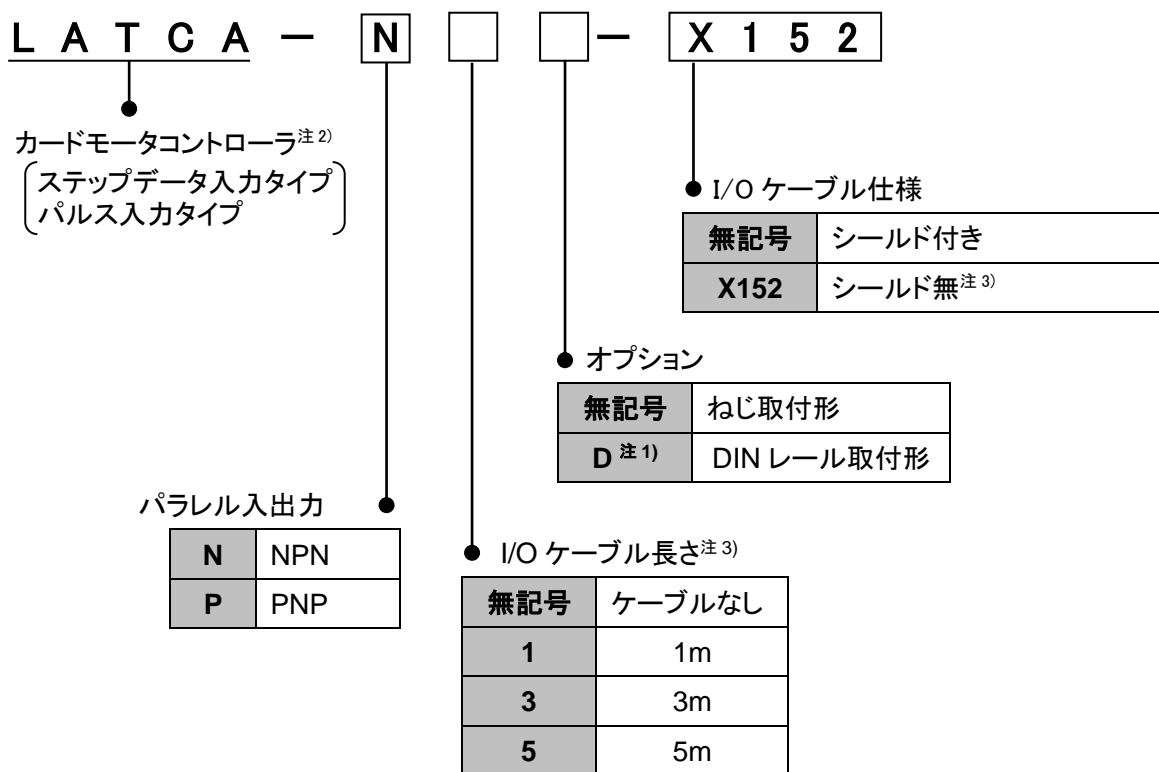 LATCA－N□□－X152
カードモータコントローラ注2)
ステップデータ入力タイプ
パルス入力タイプ
I/O ケーブル仕様
無記号 シールド付き
X152 シールド無注3)
オプション
無記号 ねじ取付形
D 注1) DIN レール取付形
パラレル入出力
N NPN
P PNP
I/O ケーブル長さ注3)
無記号 ケーブルなし
1 1m
3 3m
5 5m